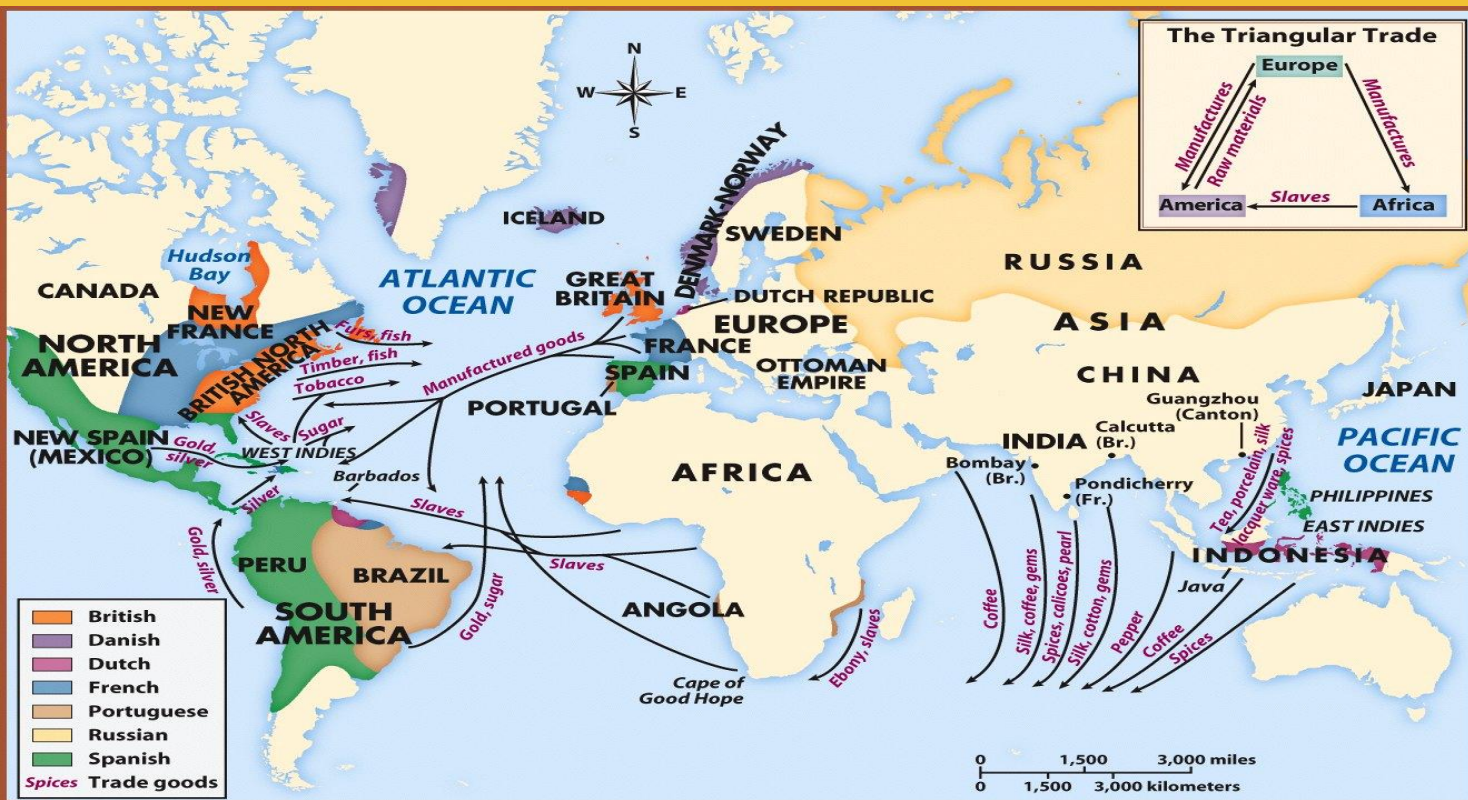 The Triangular Trade
Europe
Manufactures
Raw materials
Manufactures
America
Slaves
Africa
N
W
E
S
ICELAND
DENMARK-NORWAY
SWEDEN
RUSSIA
Hudson
Bay
CANADA
ATLANTIC
OCEAN
GREAT
BRITAIN
DUTCH REPUBLIC
NEW
FRANCE
EUROPE
ASIA
NORTH
AMERICA
BRITISH NORTH
AMERICA
Furs, fish
Timber, fish
Tobacco
Manufactured goods
FRANCE
SPAIN
OTTOMAN
EMPIRE
PORTUGAL
CHINA
JAPAN
Guangzhou
(Canton)
Calcutta
(Br.)
INDIA
Bombay
(Br.)
Pondicherry
(Fr.)
PACIFIC
OCEAN
NEW SPAIN
(MEXICO)
Gold,
silver
Slaves
Sugar
WEST INDIES
Barbados
Silver
AFRICA
Tea, porcelain, silk
lacquer ware, spices
PHILIPPINES
EAST INDIES
INDONESIA
Java
Slaves
Slaves
Gold, silver
PERU
BRAZIL
SOUTH
AMERICA
Gold, sugar
ANGOLA
Cape of
Good Hope
Ebony, slaves
Coffee
Silk, coffee, gems
Spices, calicoes, pearl
Silk, cotton, gems
Pepper
Coffee
Spices
British
Danish
Dutch
French
Portuguese
Russian
Spanish
Spices Trade goods
0 1,500 3,000 miles
0 1,500 3,000 kilometers